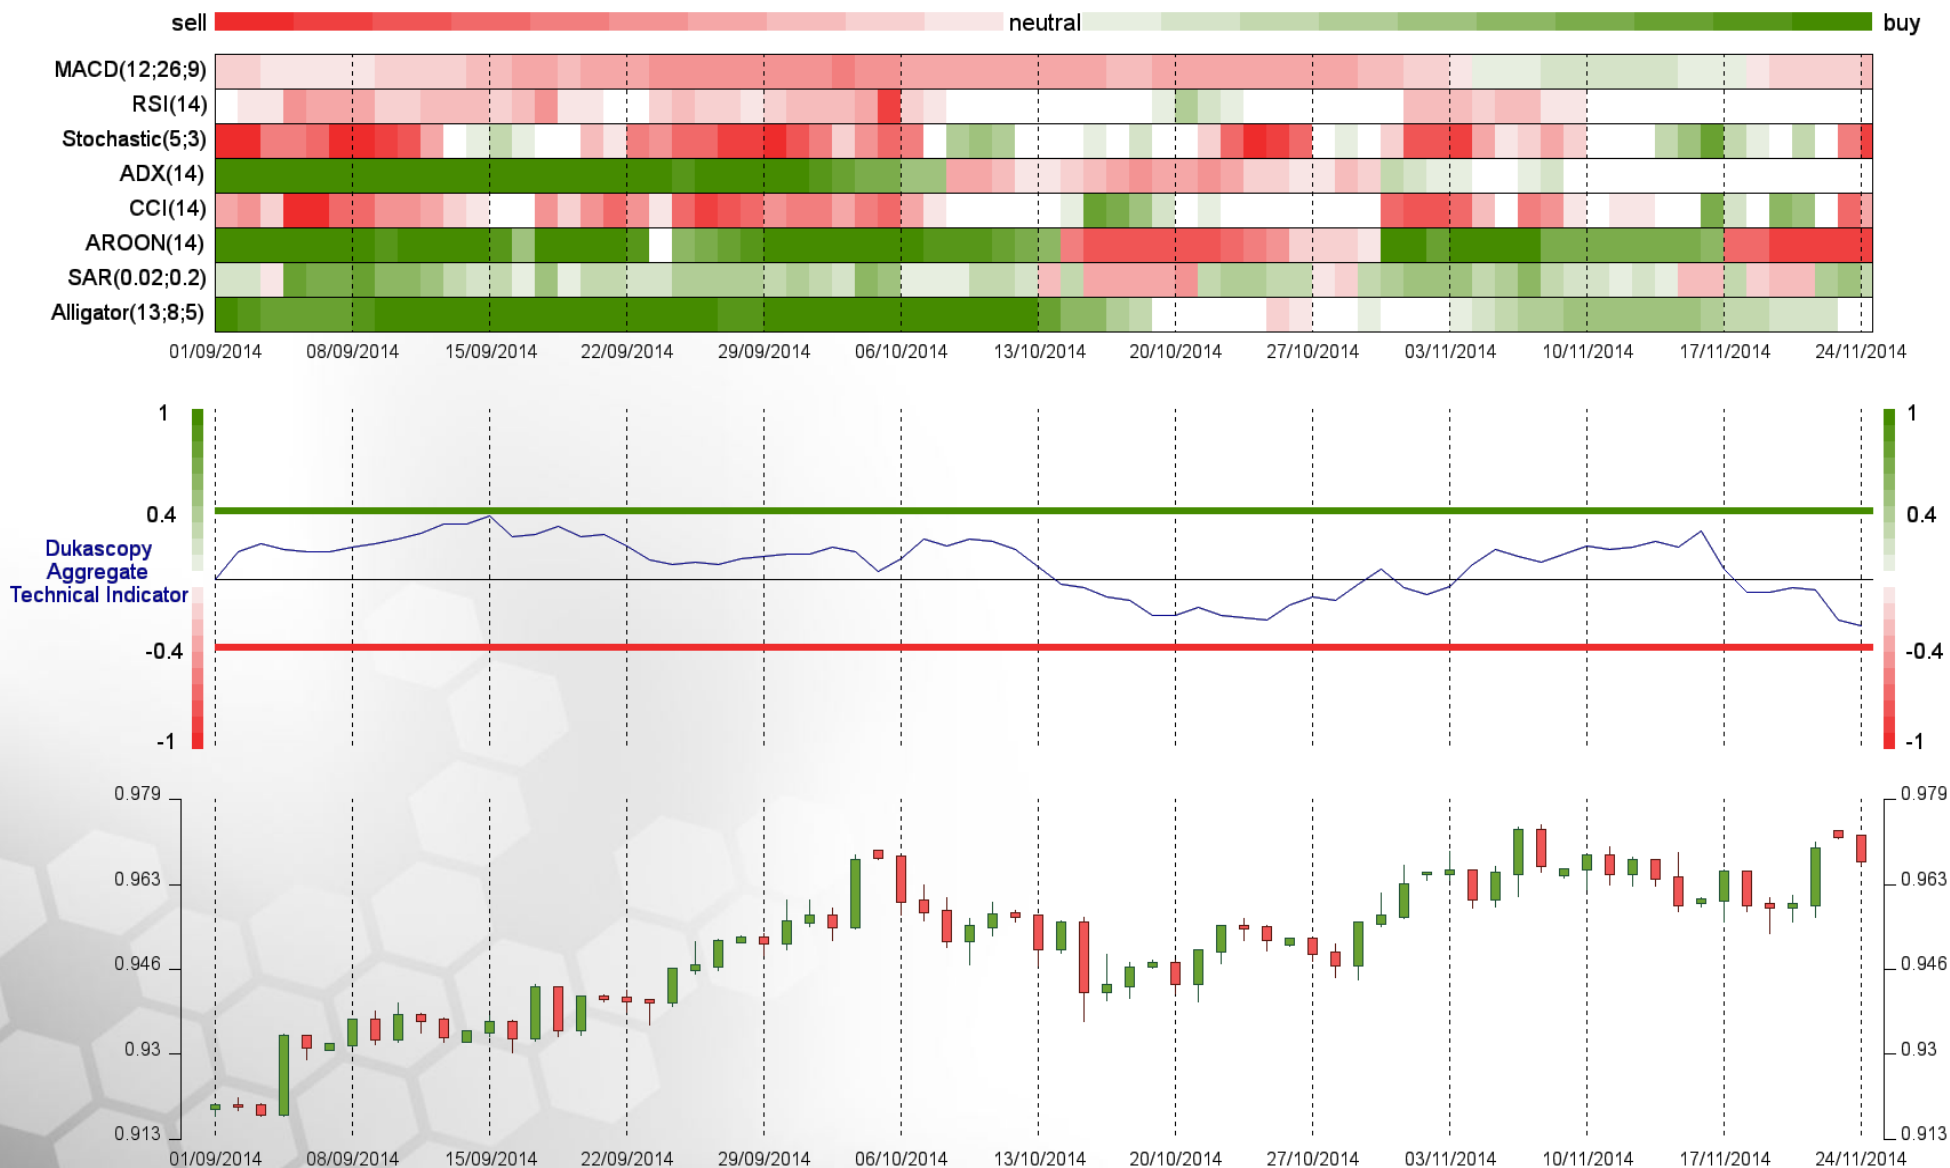 sell neutral buy
MACD(12;26;9)
RSI(14)
Stochastic(5;3)
ADX(14)
CCI(14)
AROON(14)
SAR(0.02;0.2)
Alligator(13;8;5)
01/09/2014 08/09/2014 15/09/2014 22/09/2014 29/09/2014 06/10/2014 13/10/2014 20/10/2014 27/10/2014 03/11/2014 10/11/2014 17/11/2014 24/11/2014
1 1
0.4 0.4
Dukascopy
Aggregate
Technical Indicator
-0.4 -0.4
-1 -1
0.979 0.979
0.963 0.963
0.946 0.946
0.93 0.93
0.913 0.913
01/09/2014 08/09/2014 15/09/2014 22/09/2014 29/09/2014 06/10/2014 13/10/2014 20/10/2014 27/10/2014 03/11/2014 10/11/2014 17/11/2014 24/11/2014